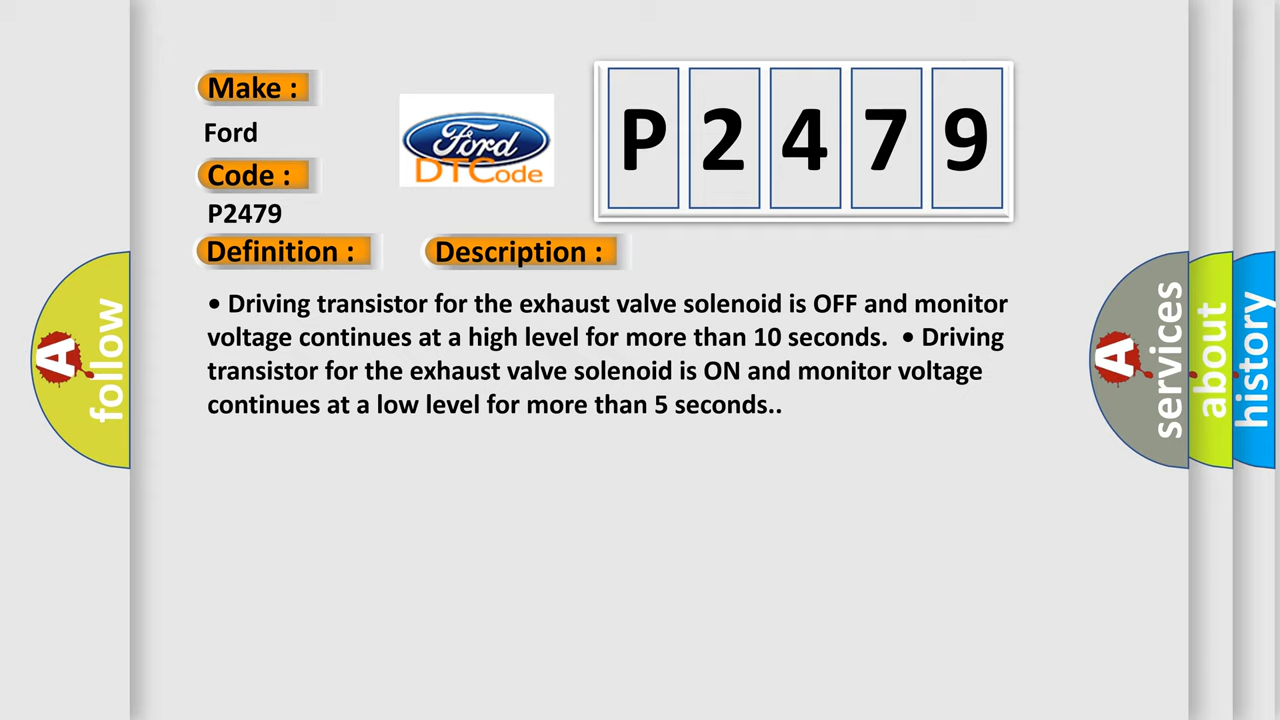 Make :
Ford
Code :
P2479
Ford
DTCode
P 2 4 7 9
Definition :
Description :
• Driving transistor for the exhaust valve solenoid is OFF and monitor
voltage continues at a high level for more than 10 seconds.  • Driving
transistor for the exhaust valve solenoid is ON and monitor voltage
continues at a low level for more than 5 seconds..
A
follow
A
services
about
history